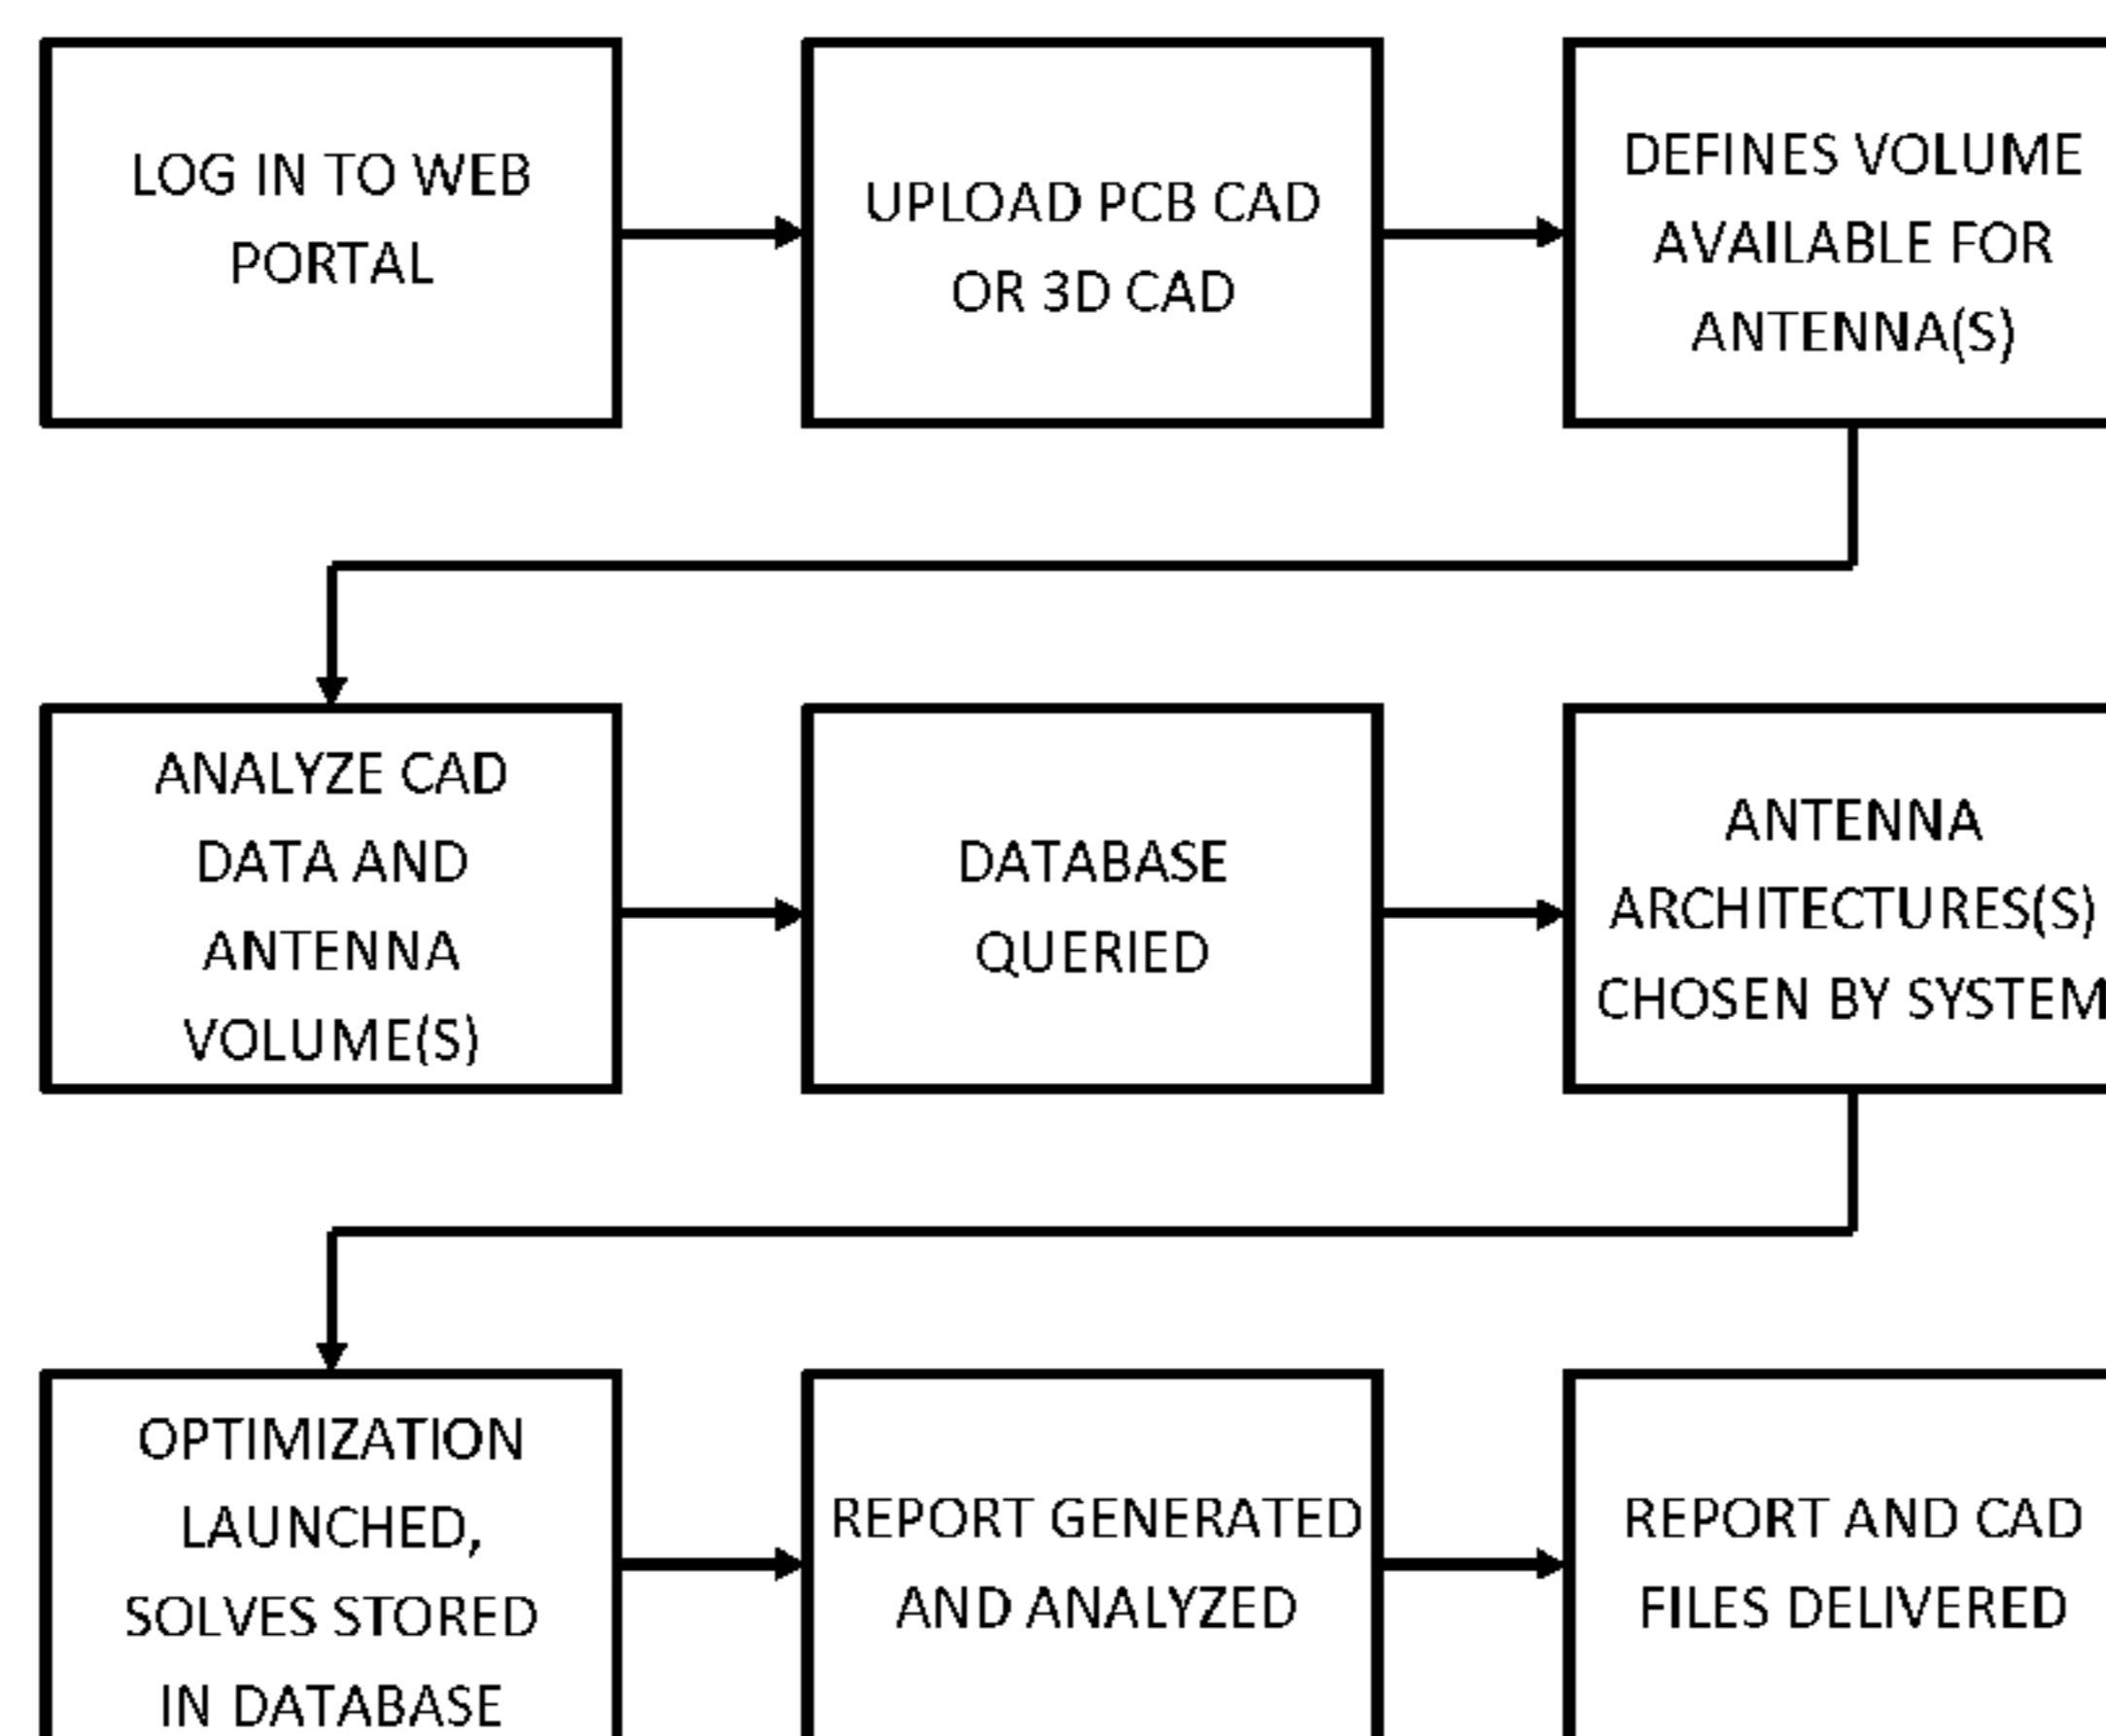 LOG IN TO WEB
PORTAL
UPLOAD PCB CAD
OR 3D CAD
DEFINES VOLUME
AVAILABLE FOR
ANTENNA(S)
ANALYZE CAD
DATA AND
ANTENNA
VOLUME(S)
DATABASE
QUERIED
ANTENNA
ARCHITECTURES(S)
CHOSEN BY SYSTEM
OPTIMIZATION
LAUNCHED,
SOLVES STORED
IN DATABASE
REPORT GENERATED
AND ANALYZED
REPORT AND CAD
FILES DELIVERED